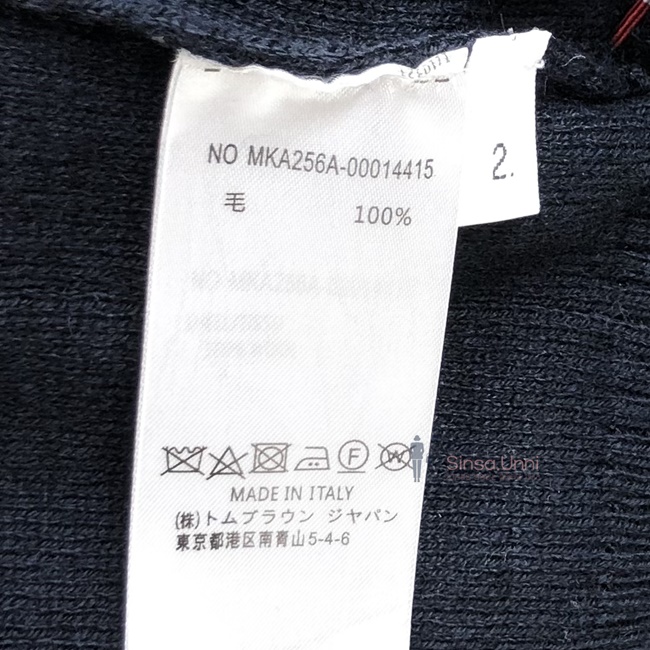 NO MKA256A-00014415
2.
毛 100%
F
W
MADE IN ITALY
(株)トムブラウン ジヤパン
東京都港区南青山5-4-6
Sinsa.Unni